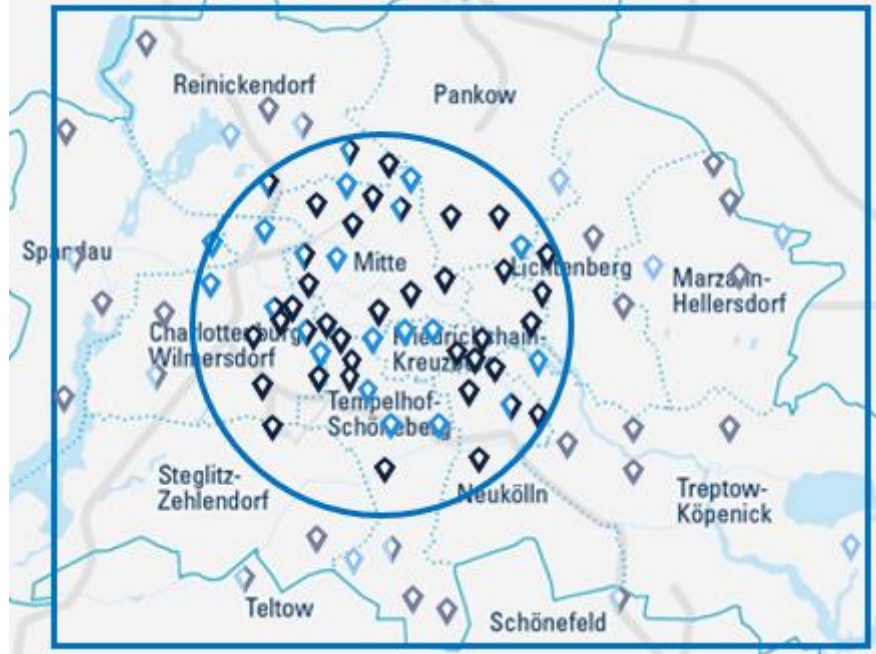 Reinickendorf
Pankow
Spandau
Mitte
Lichtenberg
Marzahn-
Hellersdorf
Charlottenburg-
Wilmersdorf
Friedrichshain-
Kreuzberg
Tempelhof-
Schöneberg
Steglitz-
Zehlendorf
Neukölln
Treptow-
Köpenick
Teltow
Schönefeld